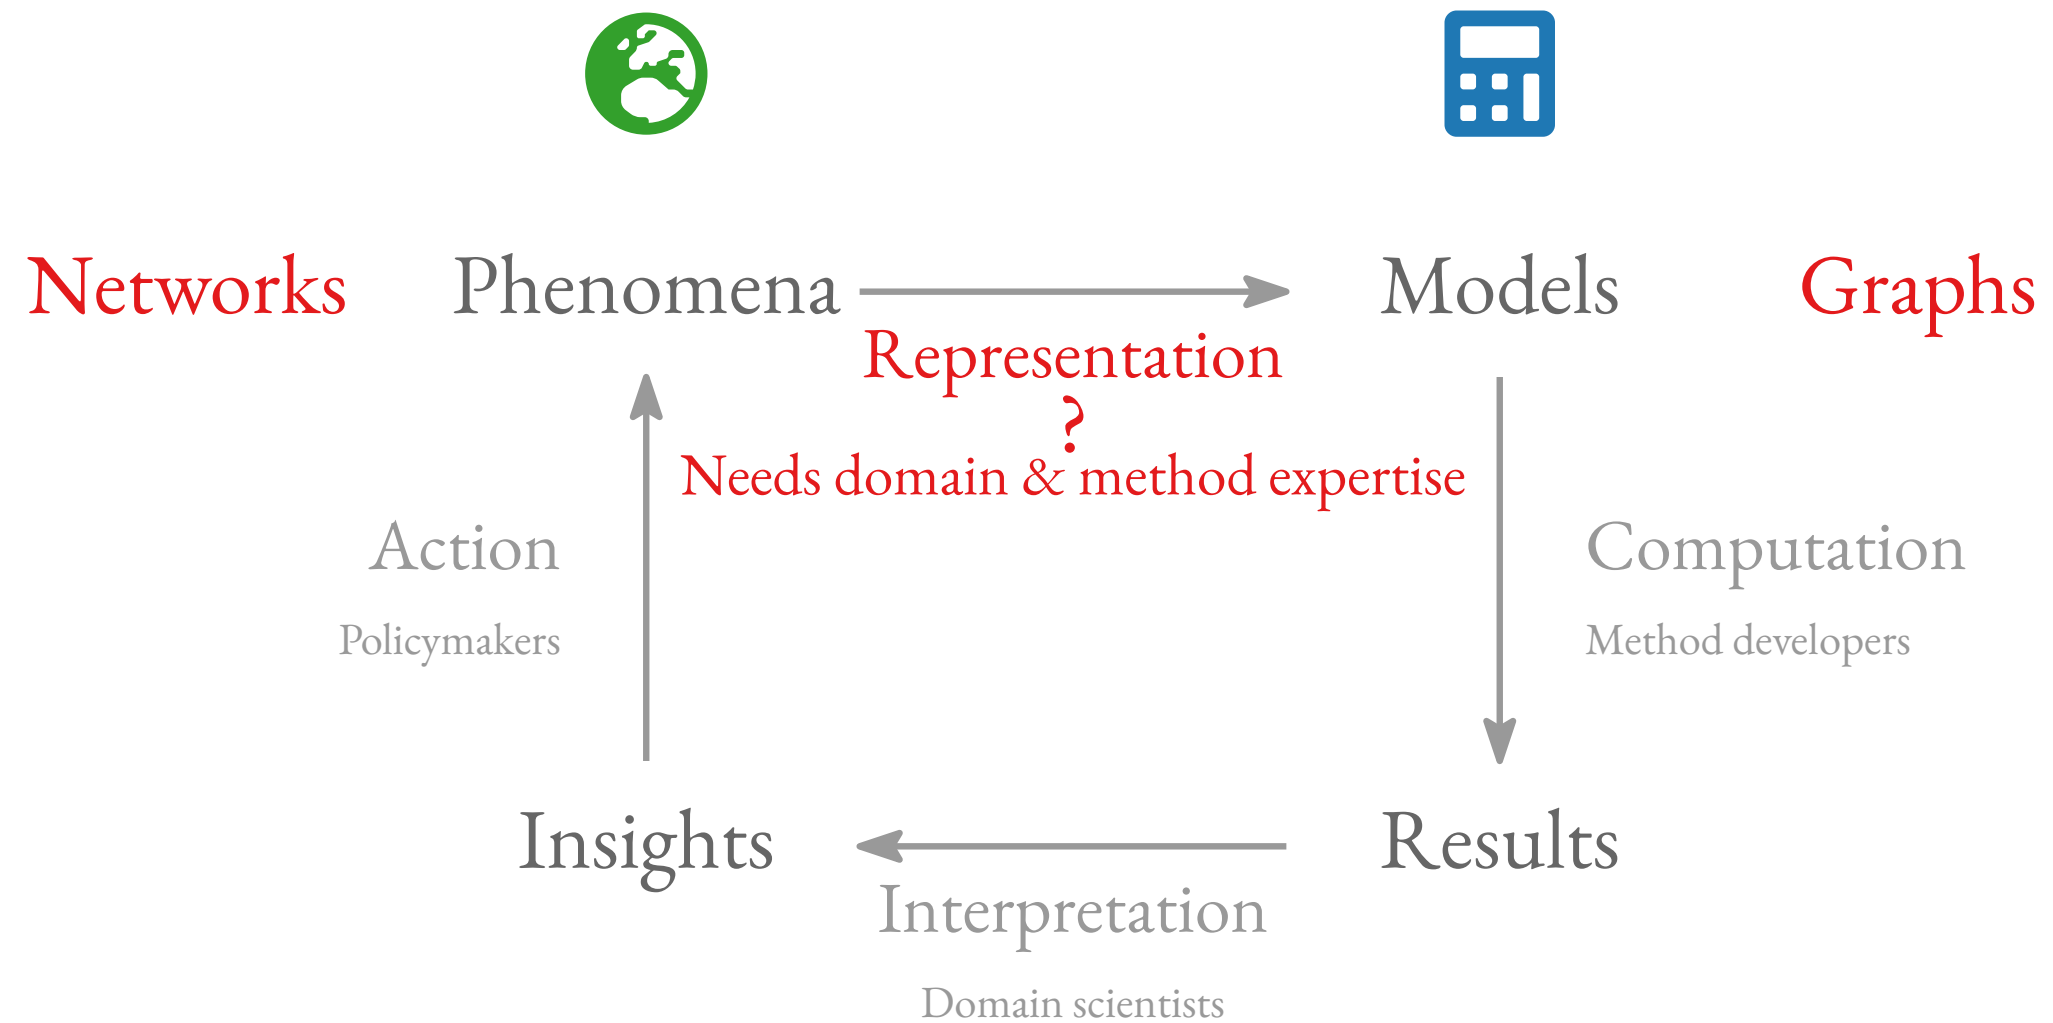 Networks
Phenomena
Models
Graphs
Representation
?
Needs domain & method expertise
Action
Policymakers
Computation
Method developers
Insights
Results
Interpretation
Domain scientists